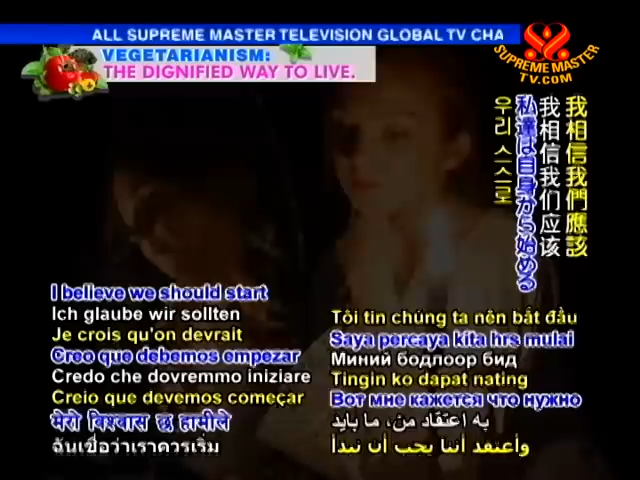 ALL SUPREME MASTER TELEVISION GLOBAL TV CHA
VEGETARIANISM:
THE DIGNIFIED WAY TO LIVE.
SUPREME MASTER
TV.COM
我相信我們應該
我相信我们应该
私達は自身から始める
우리 스스로
I believe we should start
Ich glaube wir sollten
Je crois qu'on devrait
Creo que debemos empezar
Credo che dovremmo iniziare
Creio que devemos começar
मेरो विश्वास छ हामीले
ฉันเชื่อว่าเราควรเริ่ม
Tôi tin chúng ta nên bắt đầu
Saya percaya kita hrs mulai
Миний бодлоор бид
Tingin ko dapat nating
Вот мне кажется что нужно
به اعتقاد من، ما باید
وأعتقد أننا يجب أن نبدأ